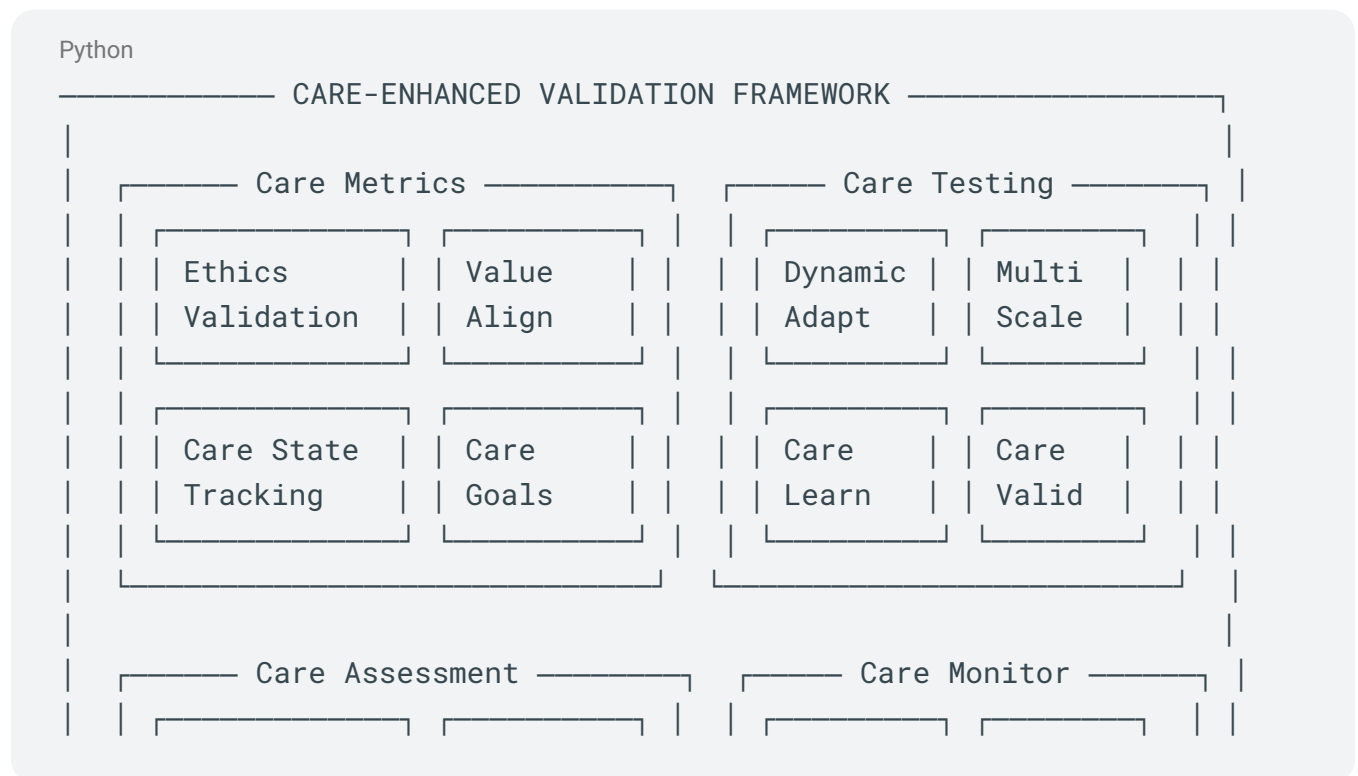 Python
CARE-ENHANCED VALIDATION FRAMEWORK
Care Metrics Care Testing
Ethics Value Dynamic Multi
Validation Align Adapt Scale
Care State Care Care Care
Tracking Goals Learn Valid
Care Assessment Care Monitor